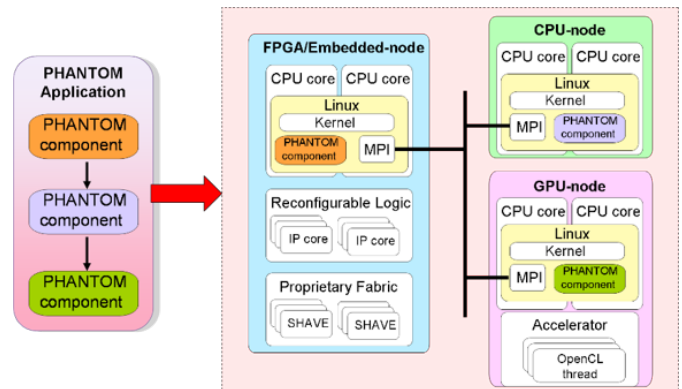 PHANTOM
Application
PHANTOM
component
PHANTOM
component
PHANTOM
component
FPGA/Embedded-node
CPU core CPU core
Linux
Kernel
PHANTOM
component
MPI
Reconfigurable Logic
IP core IP core
Proprietary Fabric
SHAVE SHAVE
CPU-node
CPU core CPU core
Linux
Kernel
MPI
PHANTOM
component
GPU-node
CPU core CPU core
Linux
Kernel
MPI
PHANTOM
component
Accelerator
OpenCL
thread